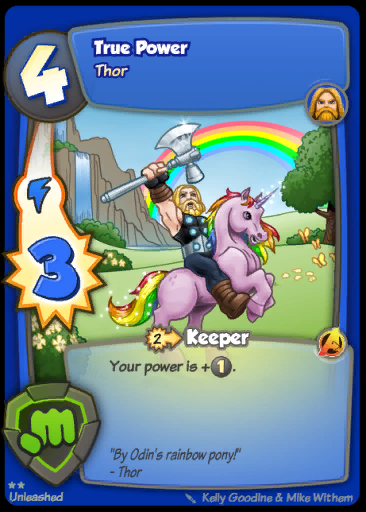 4
True Power
Thor
3
2 Keeper
Your power is +1.
"By Odin's rainbow pony!"
- Thor
Unleashed
Kelly Goodine & Mike Withem